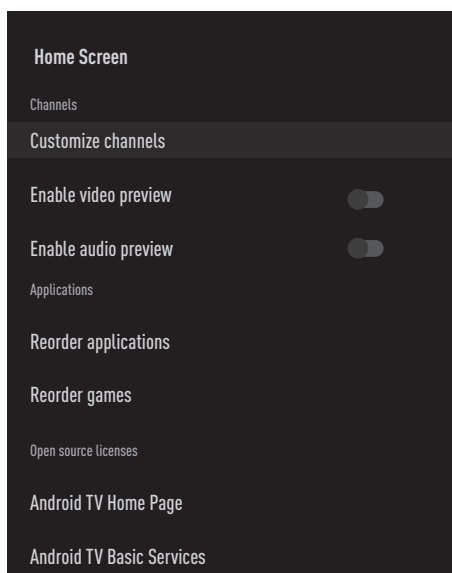 Home Screen
Channels
Customize channels
Enable video preview
Enable audio preview
Applications
Reorder applications
Reorder games
Open source licenses
Android TV Home Page
Android TV Basic Services